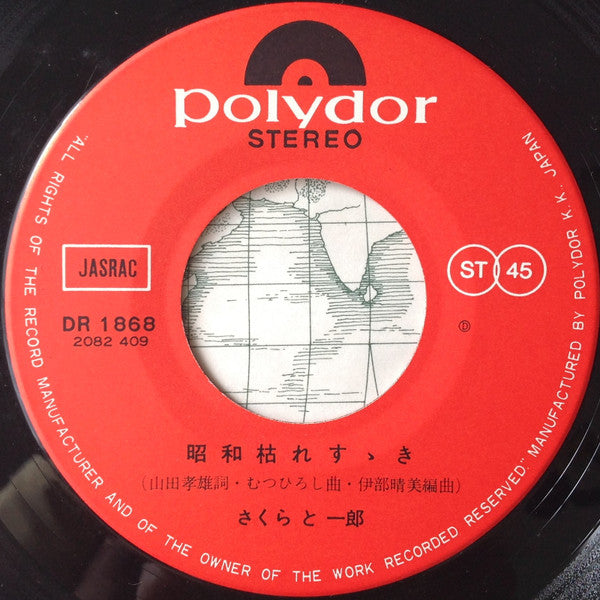 polydor
STEREO
JASRAC
ST 45
DR 1868
2082 409
Ⓓ
昭和枯れすゝき
(山田孝雄詞・むつひろし曲・伊部晴美編曲)
さくらと一郎
"ALL RIGHTS OF THE RECORD MANUFACTURER AND OF THE OWNER OF THE WORK RECORDED RESERVED." MANUFACTURED BY POLYDOR K.K., JAPAN